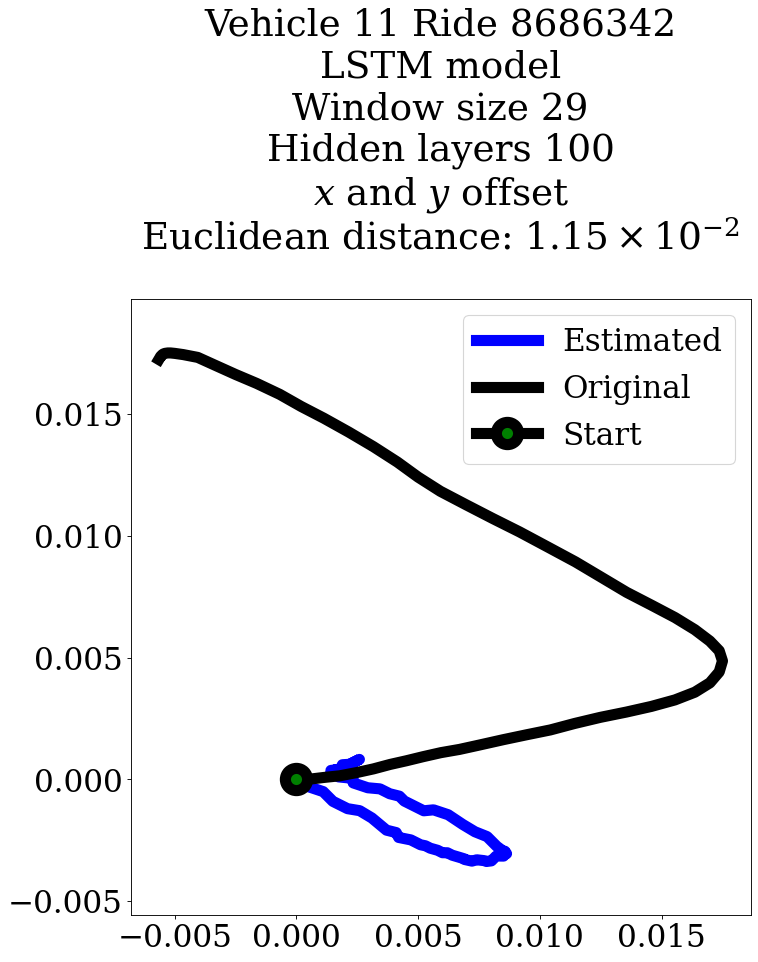 Vehicle 11 Ride 8686342
LSTM model
Window size 29
Hidden layers 100
x and y offset
Euclidean distance: 1.15 × 10⁻²
Estimated
Original
Start
0.015
0.010
0.005
0.000
−0.005
−0.005 0.000 0.005 0.010 0.015